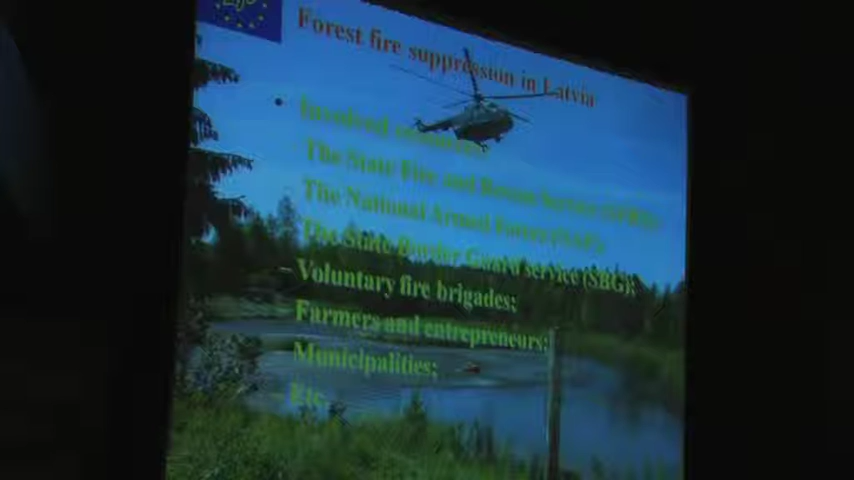 Forest fire suppression in Latvia
Involved
- The State Fire and Rescue Service (SFRS);
- The National Armed Forces (NAF);
- The State Border Guard service (SBG);
- Voluntary fire brigades;
- Farmers and entrepreneurs;
- Municipalities;
- Etc.